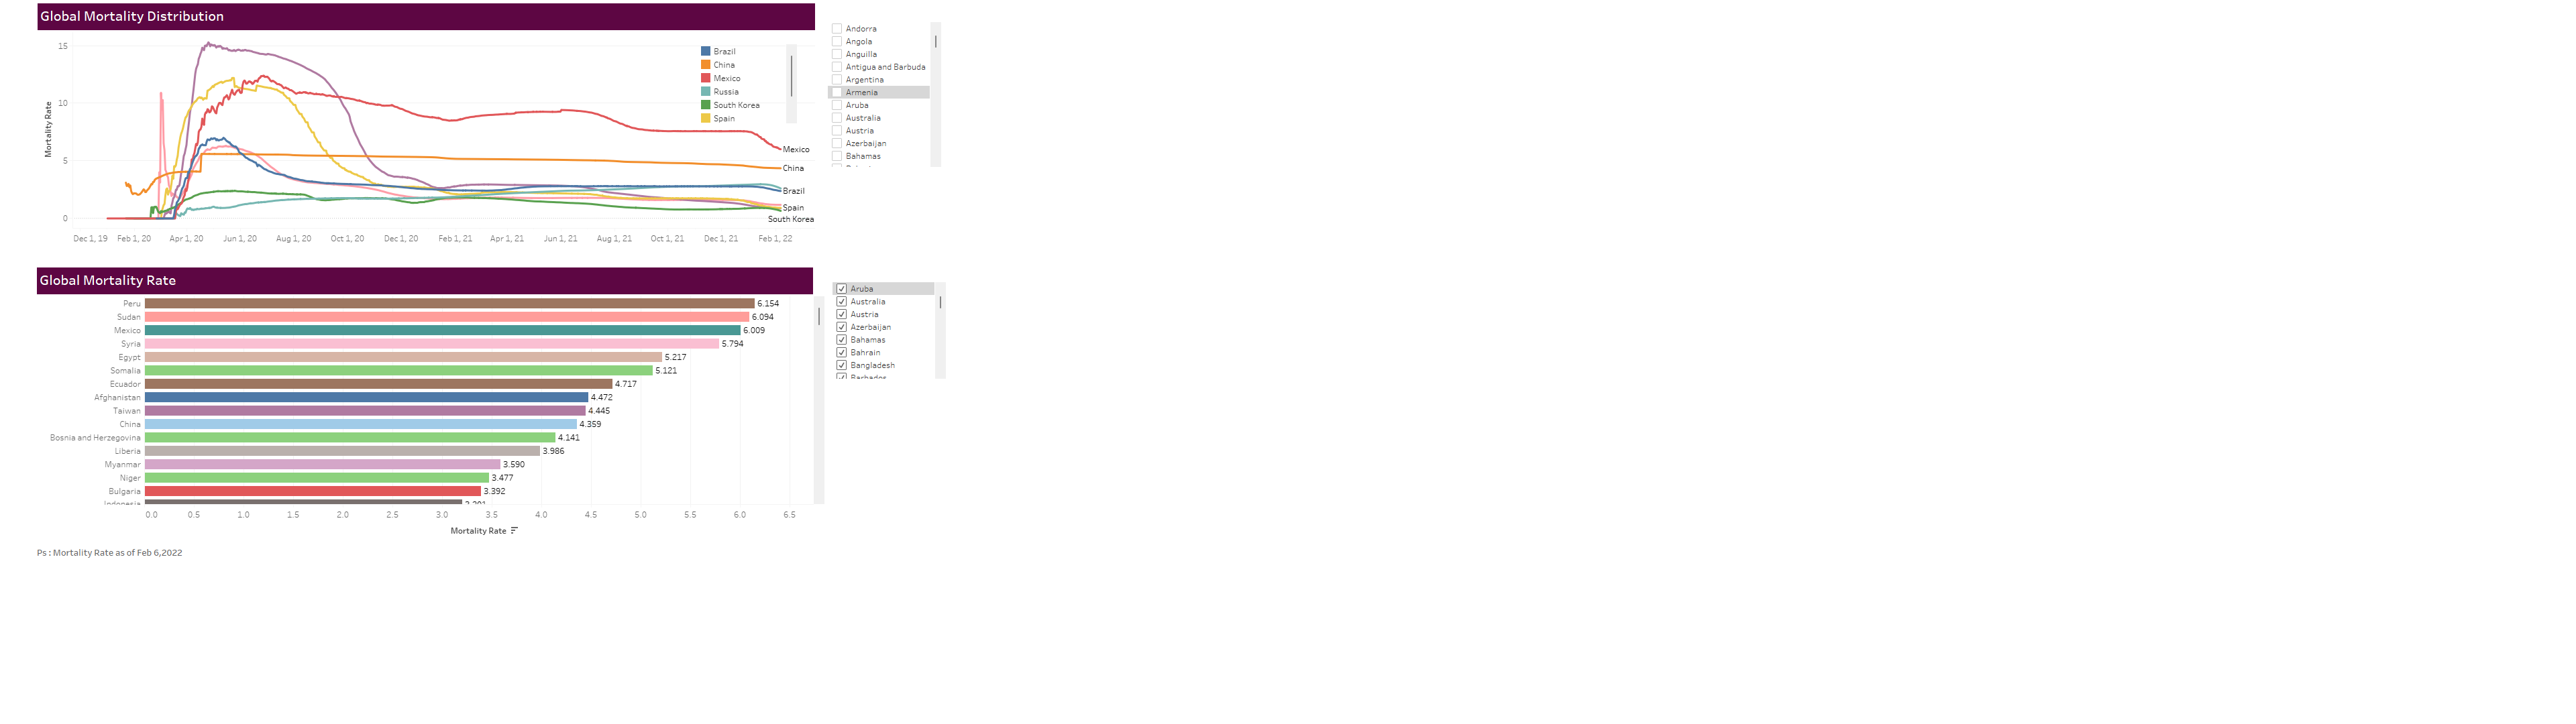 Global Mortality Distribution
Mortality Rate
15
10
5
0
Brazil
China
Mexico
Russia
South Korea
Spain
Mexico
China
Brazil
Spain
South Korea
Dec 1, 19 Feb 1, 20 Apr 1, 20 Jun 1, 20 Aug 1, 20 Oct 1, 20 Dec 1, 20 Feb 1, 21 Apr 1, 21 Jun 1, 21 Aug 1, 21 Oct 1, 21 Dec 1, 21 Feb 1, 22
Andorra
Angola
Anguilla
Antigua and Barbuda
Argentina
Armenia
Aruba
Australia
Austria
Azerbaijan
Bahamas
Global Mortality Rate
Peru 6.154
Sudan 6.094
Mexico 6.009
Syria 5.794
Egypt 5.217
Somalia 5.121
Ecuador 4.717
Afghanistan 4.472
Taiwan 4.445
China 4.359
Bosnia and Herzegovina 4.141
Liberia 3.986
Myanmar 3.590
Niger 3.477
Bulgaria 3.392
Indonesia
0.0 0.5 1.0 1.5 2.0 2.5 3.0 3.5 4.0 4.5 5.0 5.5 6.0 6.5
Mortality Rate
Aruba
Australia
Austria
Azerbaijan
Bahamas
Bahrain
Bangladesh
Barbados
Ps : Mortality Rate as of Feb 6,2022